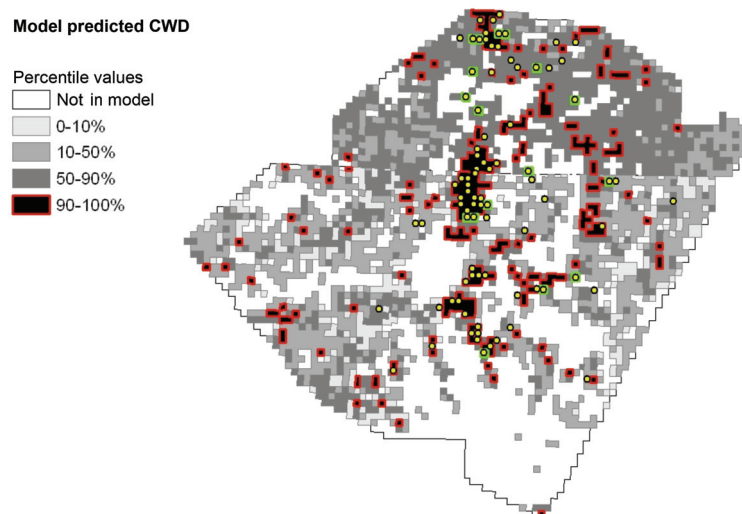 Model predicted CWD
Percentile values
Not in model
0-10%
10-50%
50-90%
90-100%